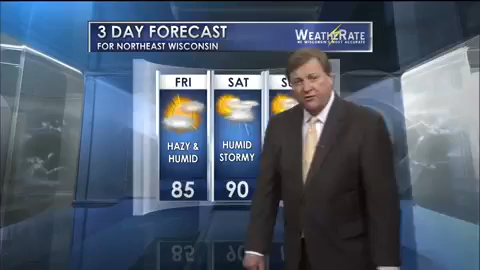 3 DAY FORECAST
FOR NORTHEAST WISCONSIN
WEATHERATE
FRI
SAT
HAZY &
HUMID
HUMID
STORMY
85
90